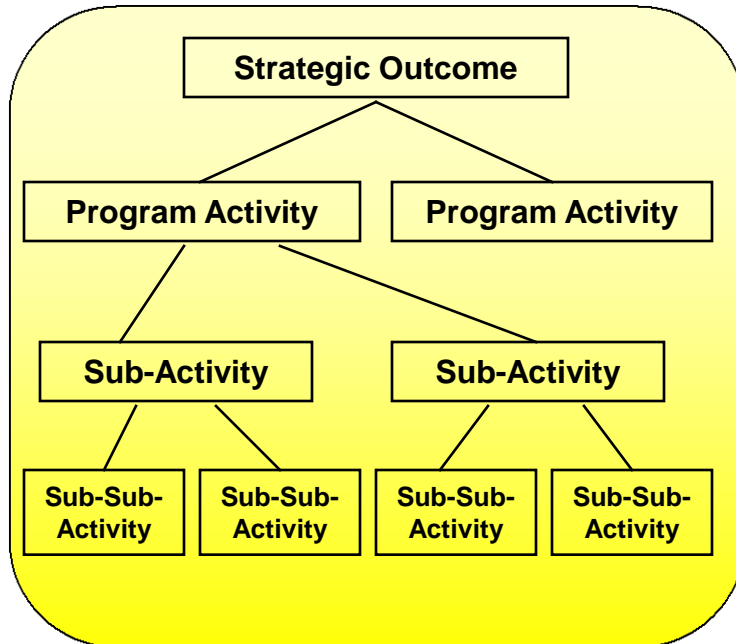 Strategic Outcome
Program Activity
Program Activity
Sub-Activity
Sub-Activity
Sub-Sub-
Activity
Sub-Sub-
Activity
Sub-Sub-
Activity
Sub-Sub-
Activity